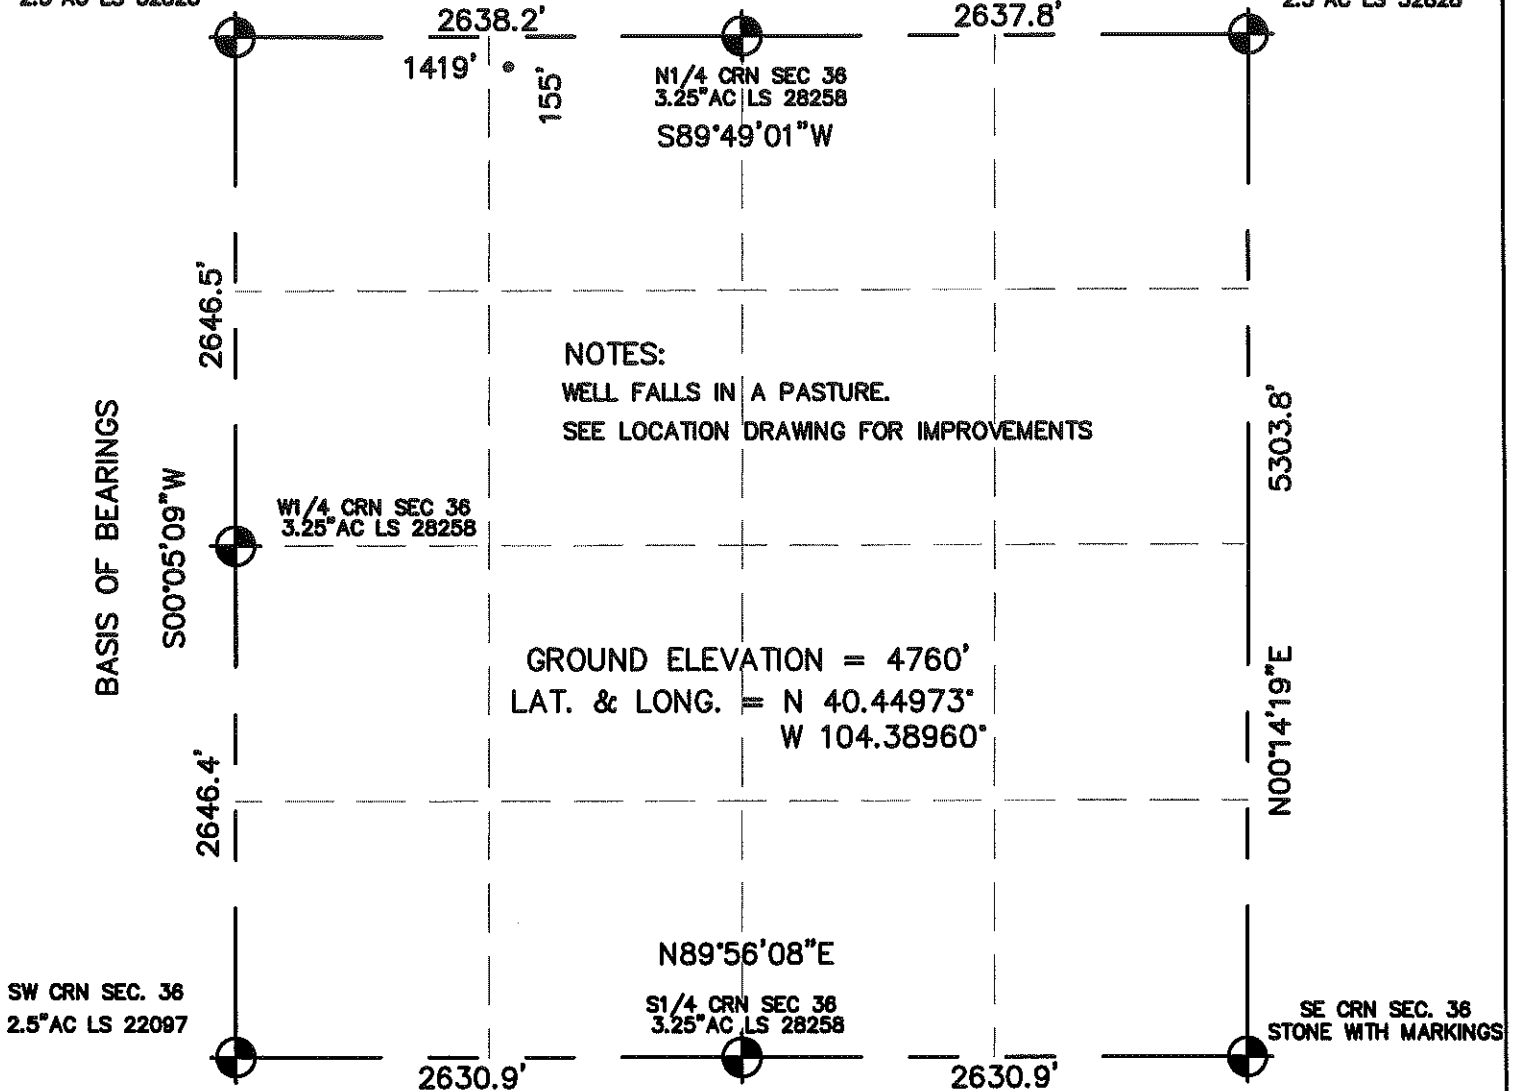 2638.2'
2637.8'
1419'
155'
N1/4 CRN SEC 36
3.25"AC LS 28258
S89°49'01"W
2646.5'
NOTES:
WELL FALLS IN A PASTURE.
SEE LOCATION DRAWING FOR IMPROVEMENTS
5303.8'
BASIS OF BEARINGS
S00°05'09"W
W1/4 CRN SEC 36
3.25"AC LS 28258
GROUND ELEVATION = 4760'
LAT. & LONG. = N 40.44973°
W 104.38960°
N00°14'19"E
2646.4'
N89°56'08"E
SW CRN SEC. 36
2.5"AC LS 22097
S1/4 CRN SEC 36
3.25"AC LS 28258
SE CRN SEC. 36
STONE WITH MARKINGS
2630.9'
2630.9'